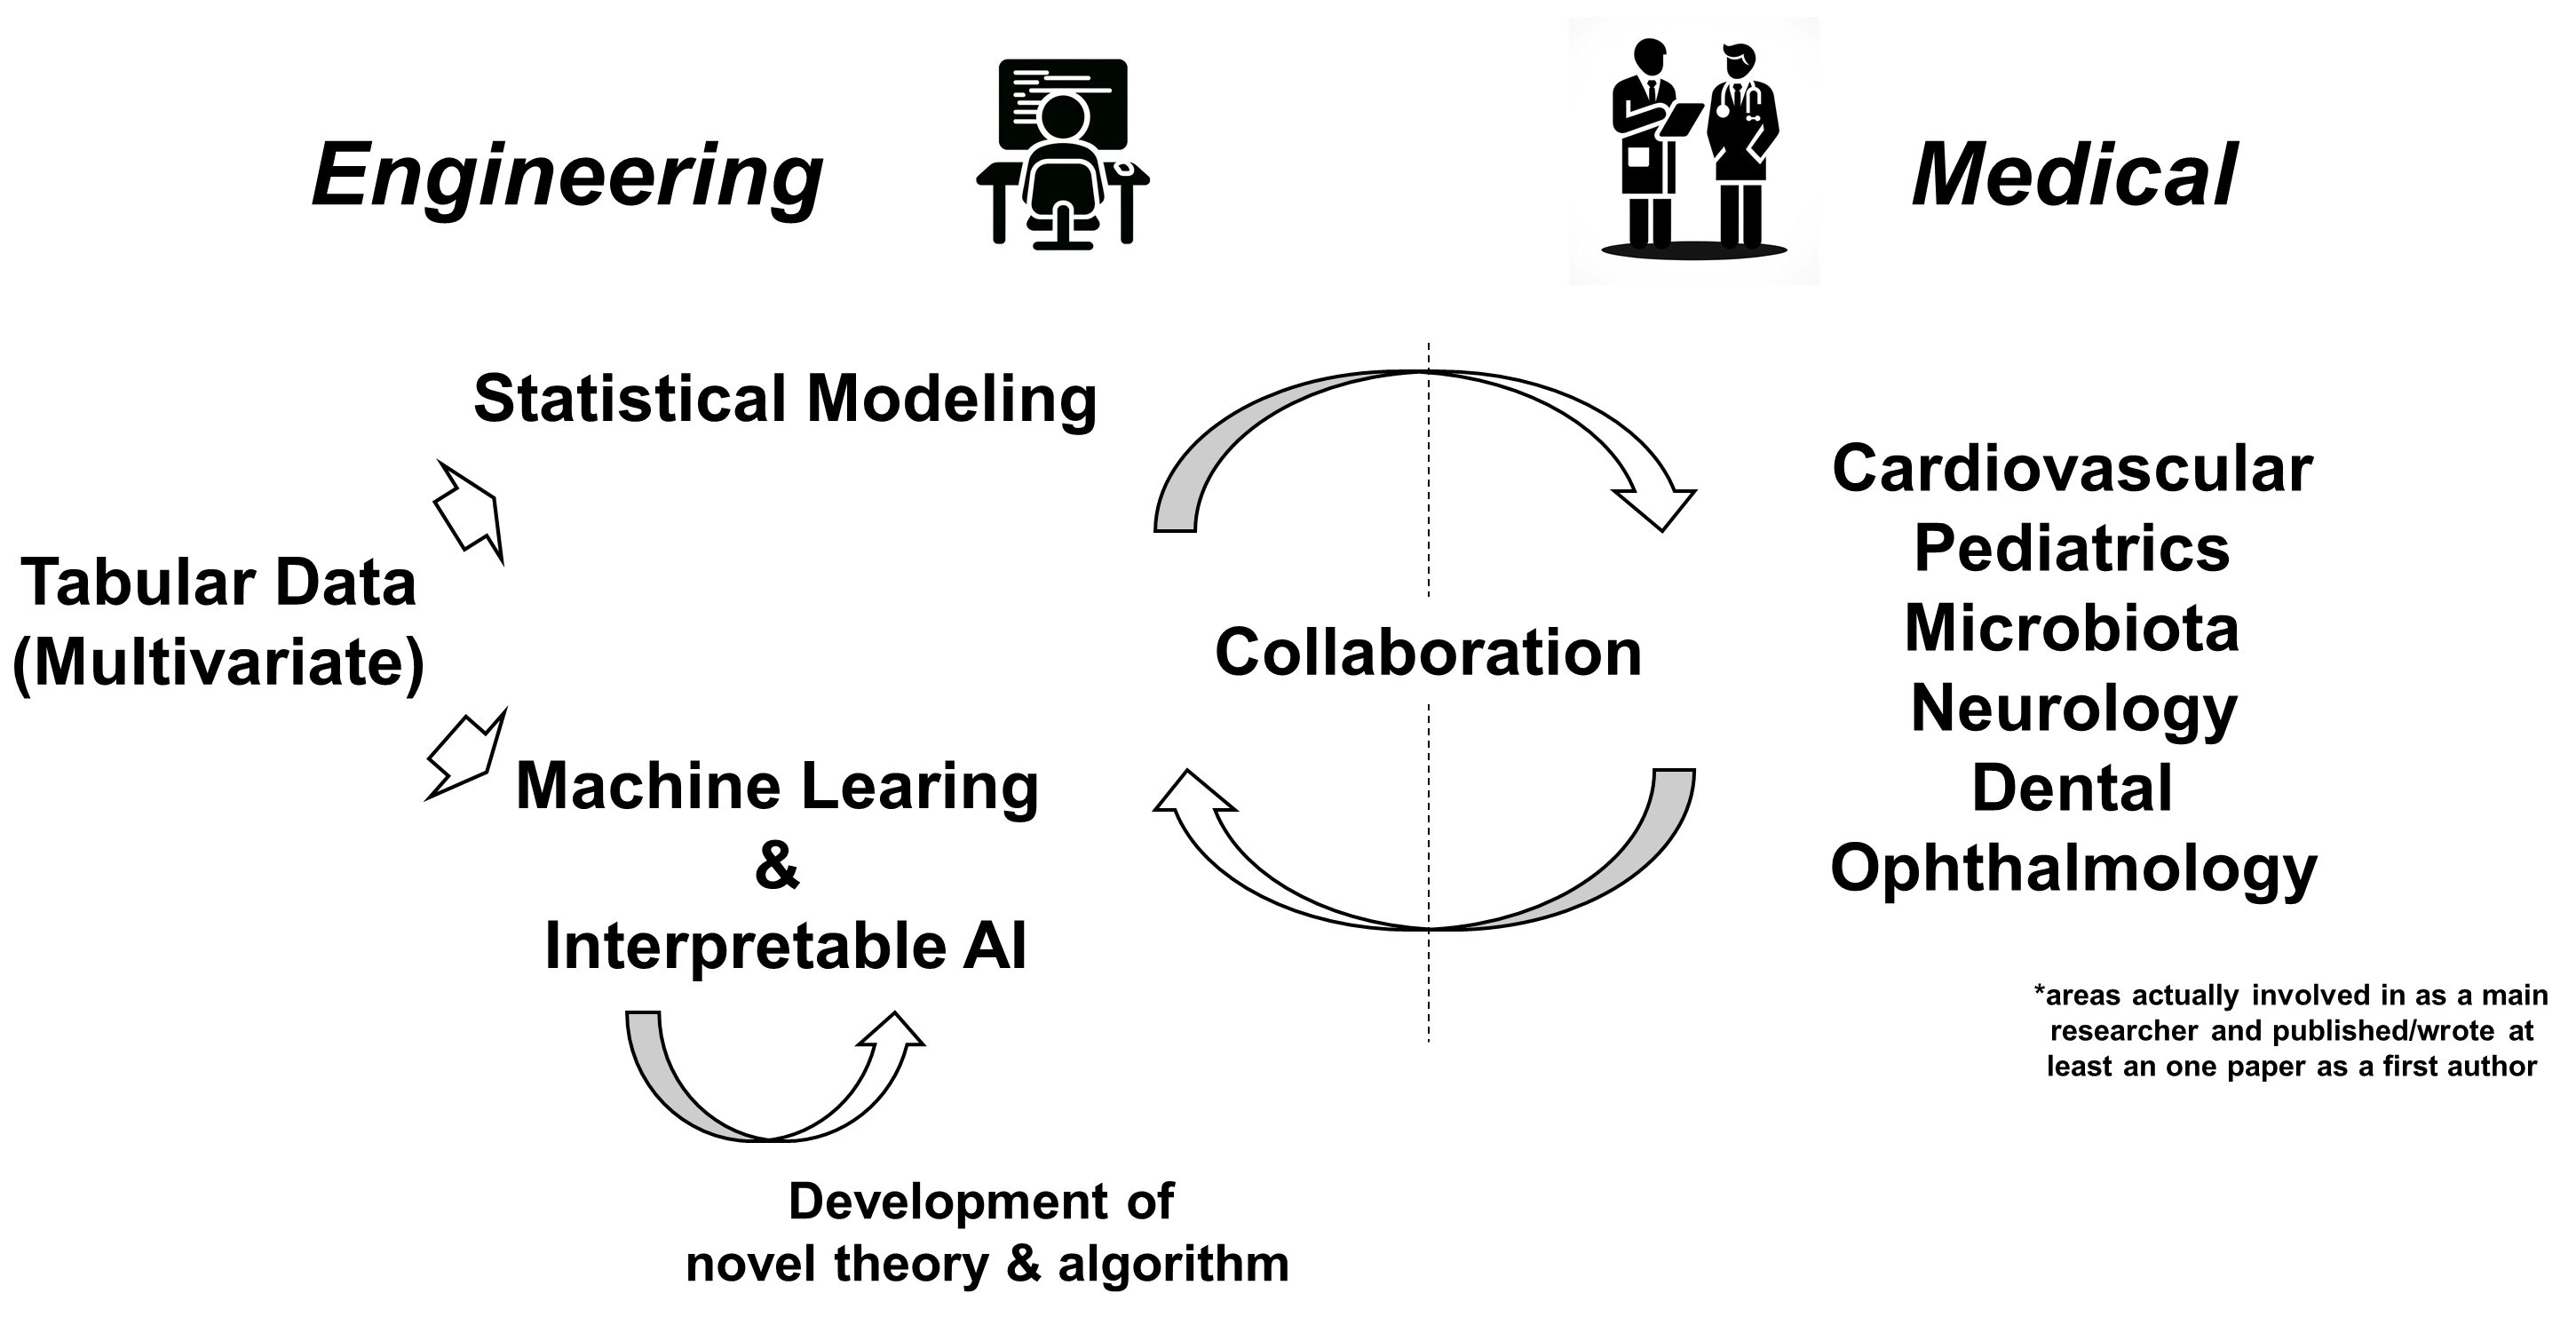 Engineering
Medical
Statistical Modeling
Tabular Data
(Multivariate)
Machine Learing
&
Interpretable AI
Development of
novel theory & algorithm
Collaboration
Cardiovascular
Pediatrics
Microbiota
Neurology
Dental
Ophthalmology
*areas actually involved in as a main
researcher and published/wrote at
least an one paper as a first author